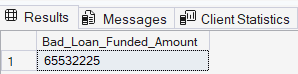 Results Messages Client Statistics
Bad_Loan_Funded_Amount
1 65532225